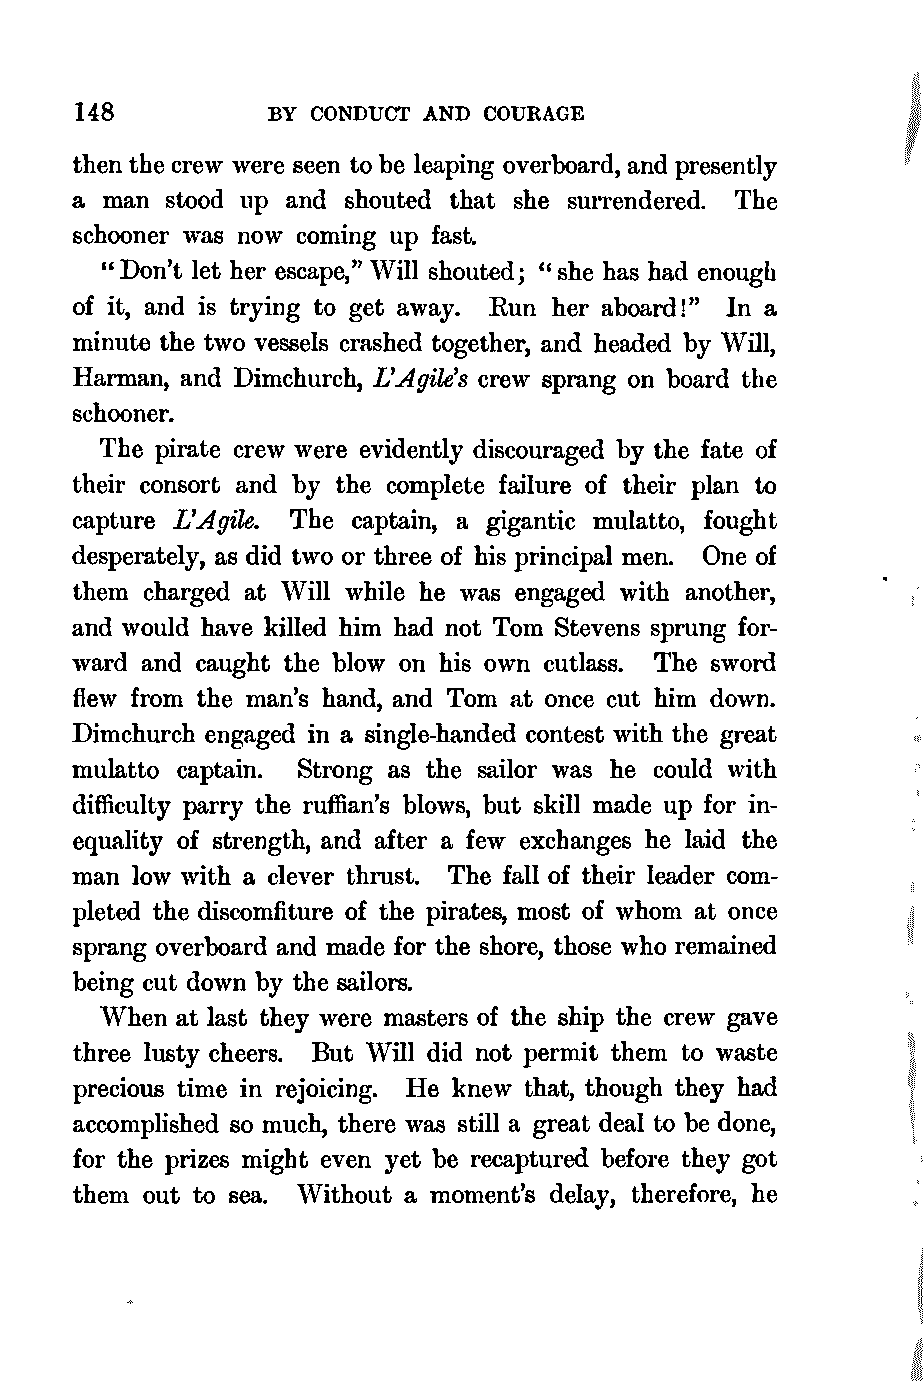 148 BY CONDUCT AND COURAGE
then the crew were seen to be leaping overboard, and presently
a man stood up and shouted that she surrendered. The
schooner was now coming up fast.
"Don't let her escape," Will shouted; "she has had enough
of it, and is trying to get away. Run her aboard!" In a
minute the two vessels crashed together, and headed by Will,
Harman, and Dimchurch, L'Agile's crew sprang on board the
schooner.
The pirate crew were evidently discouraged by the fate of
their consort and by the complete failure of their plan to
capture L'Agile. The captain, a gigantic mulatto, fought
desperately, as did two or three of his principal men. One of
them charged at Will while he was engaged with another,
and would have killed him had not Tom Stevens sprung for-
ward and caught the blow on his own cutlass. The sword
flew from the man's hand, and Tom at once cut him down.
Dimchurch engaged in a single-handed contest with the great
mulatto captain. Strong as the sailor was he could with
difficulty parry the ruffian's blows, but skill made up for in-
equality of strength, and after a few exchanges he laid the
man low with a clever thrust. The fall of their leader com-
pleted the discomfiture of the pirates, most of whom at once
sprang overboard and made for the shore, those who remained
being cut down by the sailors.
When at last they were masters of the ship the crew gave
three lusty cheers. But Will did not permit them to waste
precious time in rejoicing. He knew that, though they had
accomplished so much, there was still a great deal to be done,
for the prizes might even yet be recaptured before they got
them out to sea. Without a moment's delay, therefore, he